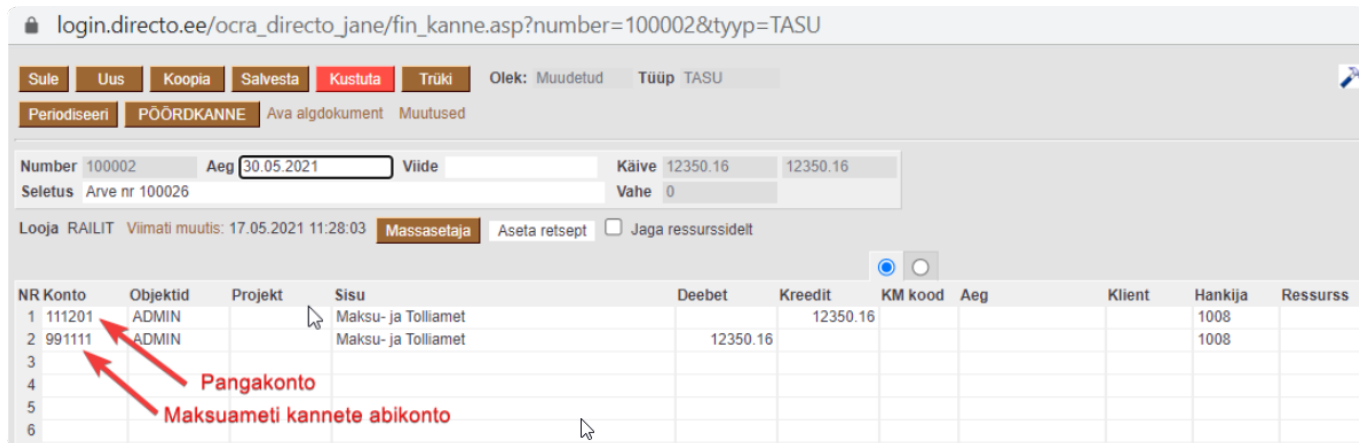 login.directo.ee/ocra_directo_jane/fin_kanne.asp?number=100002&tyyp=TASU
Sule Uus Koopia Salvesta Kustuta Trüki Olek: Muudetud Tüüp TASU
Periodiseeri PÖÖRDKANNE Ava algdokument Muutused
Number 100002 Aeg 30.05.2021 Viide Käive 12350.16 12350.16
Seletus Arve nr 100026 Vahe 0
Looja RAILIT Viimati muutis: 17.05.2021 11:28:03 Massasetaja Aseta retsept Jaga ressurssidelt
NR Konto Objektid Projekt Sisu Deebet Kreedit KM kood Aeg Klient Hankija Ressurss
1 111201 ADMIN Maksu- ja Tolliamet 12350.16 1008
2 991111 ADMIN Maksu- ja Tolliamet 12350.16 1008
3
4 Pangakonto
5 Maksuameti kannete abikonto
6